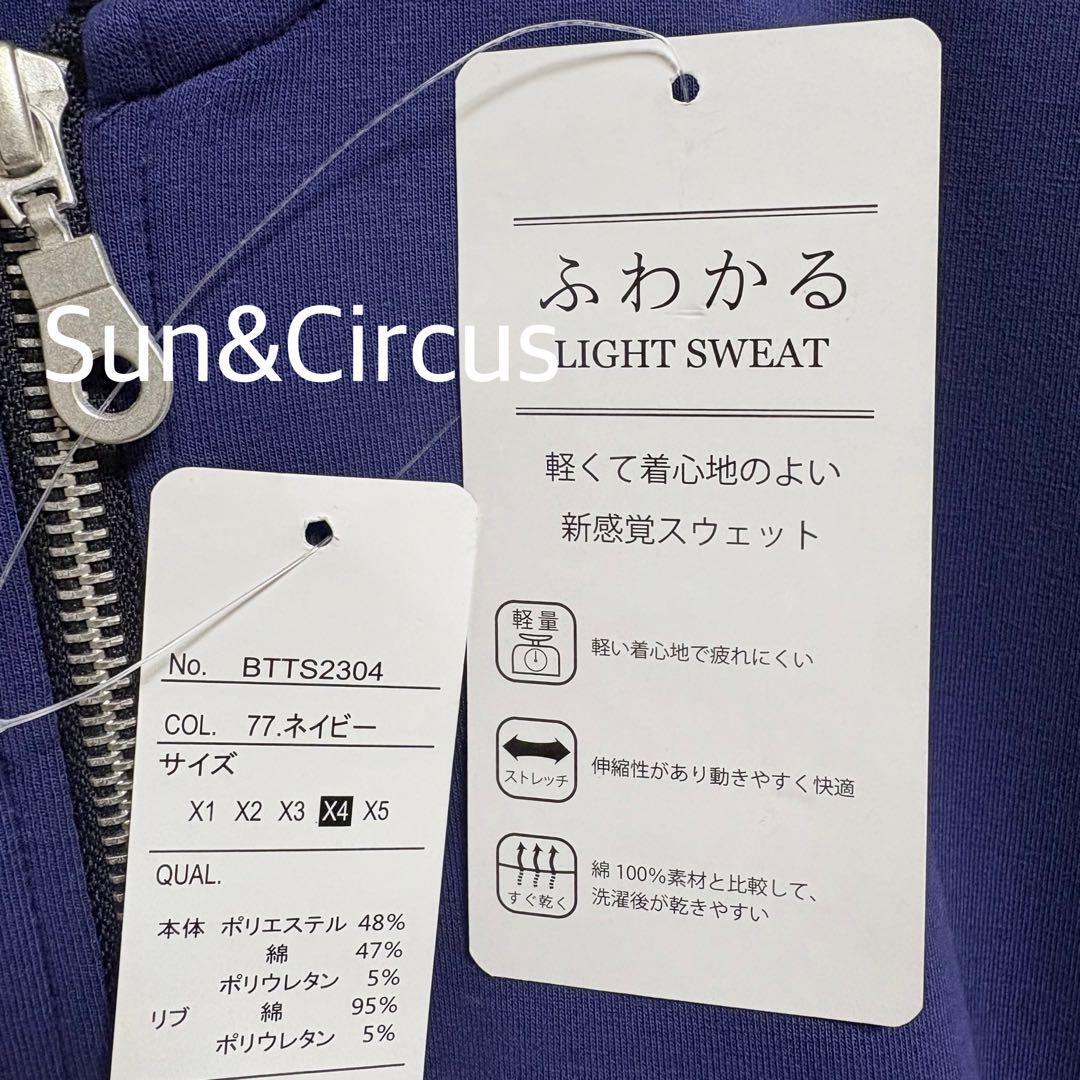 Sun&Circus
ふわかる
LIGHT SWEAT
軽くて着心地のよい
新感覚スウェット
軽量
軽い着心地で疲れにくい
ストレッチ
伸縮性があり動きやすく快適
すぐ乾く
綿100%素材と比較して、
洗濯後が乾きやすい
No. BTTS2304
COL. 77.ネイビー
サイズ
X1 X2 X3 X4 X5
QUAL.
本体 ポリエステル 48%
綿 47%
ポリウレタン 5%
リブ 綿 95%
ポリウレタン 5%